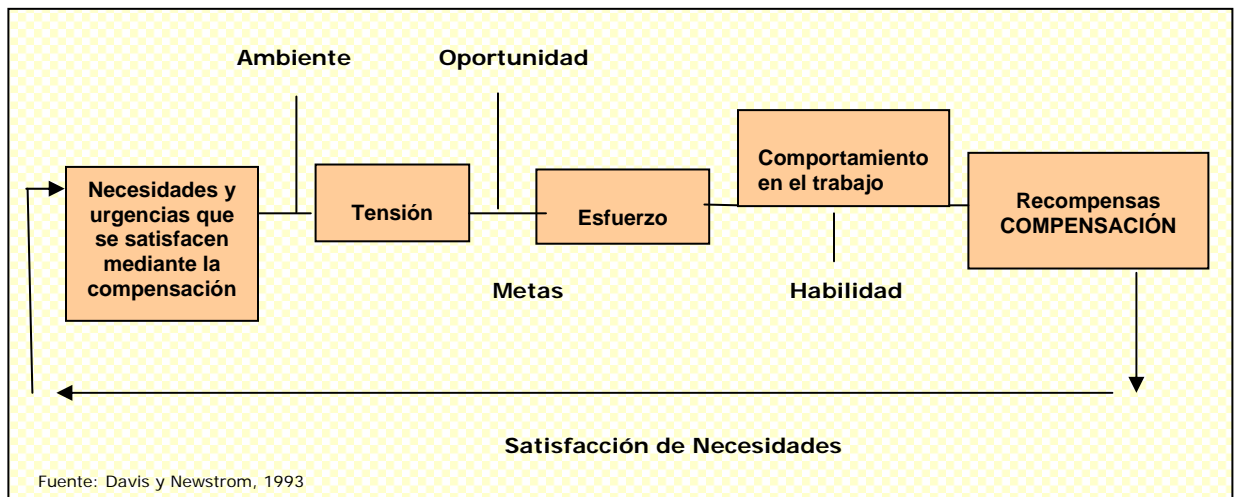 Ambiente
Oportunidad
Necesidades y
urgencias que
se satisfacen
mediante la
compensación
Tensión
Esfuerzo
Comportamiento
en el trabajo
Recompensas
COMPENSACIÓN
Metas
Habilidad
Satisfacción de Necesidades
Fuente: Davis y Newstrom, 1993